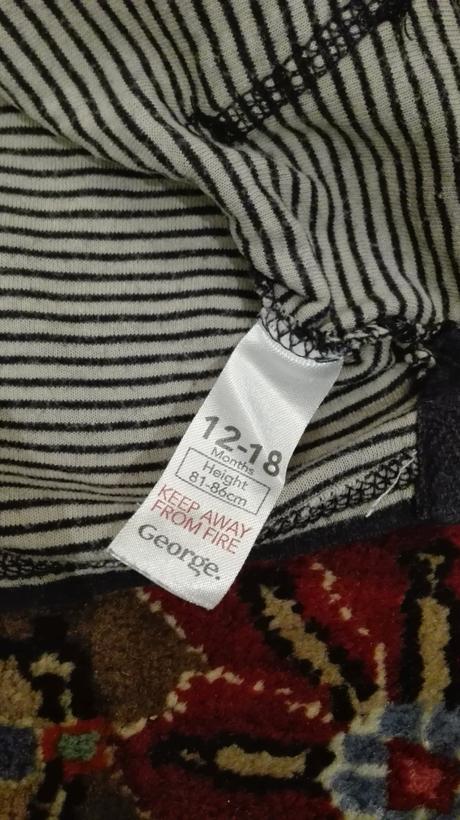 12-18
Months
Height
81-86cm
KEEP AWAY
FROM FIRE
George.